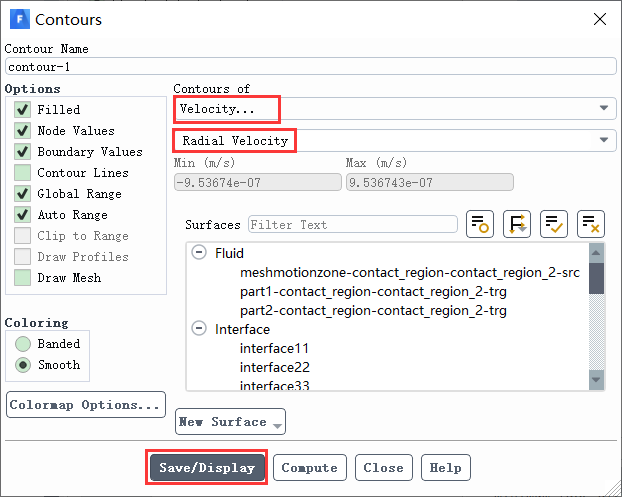 F Contours
Contour Name
contour-1
Options
Filled
Node Values
Boundary Values
Contour Lines
Global Range
Auto Range
Clip to Range
Draw Profiles
Draw Mesh
Coloring
Banded
Smooth
Colormap Options...
Contours of
Velocity...
Radial Velocity
Min (m/s) Max (m/s)
-9.53674e-07 9.536743e-07
Surfaces Filter Text
Fluid
meshmotionzone-contact_region-contact_region_2-src
part1-contact_region-contact_region_2-trg
part2-contact_region-contact_region_2-trg
Interface
interface11
interface22
interface33
New Surface
Save/Display Compute Close Help